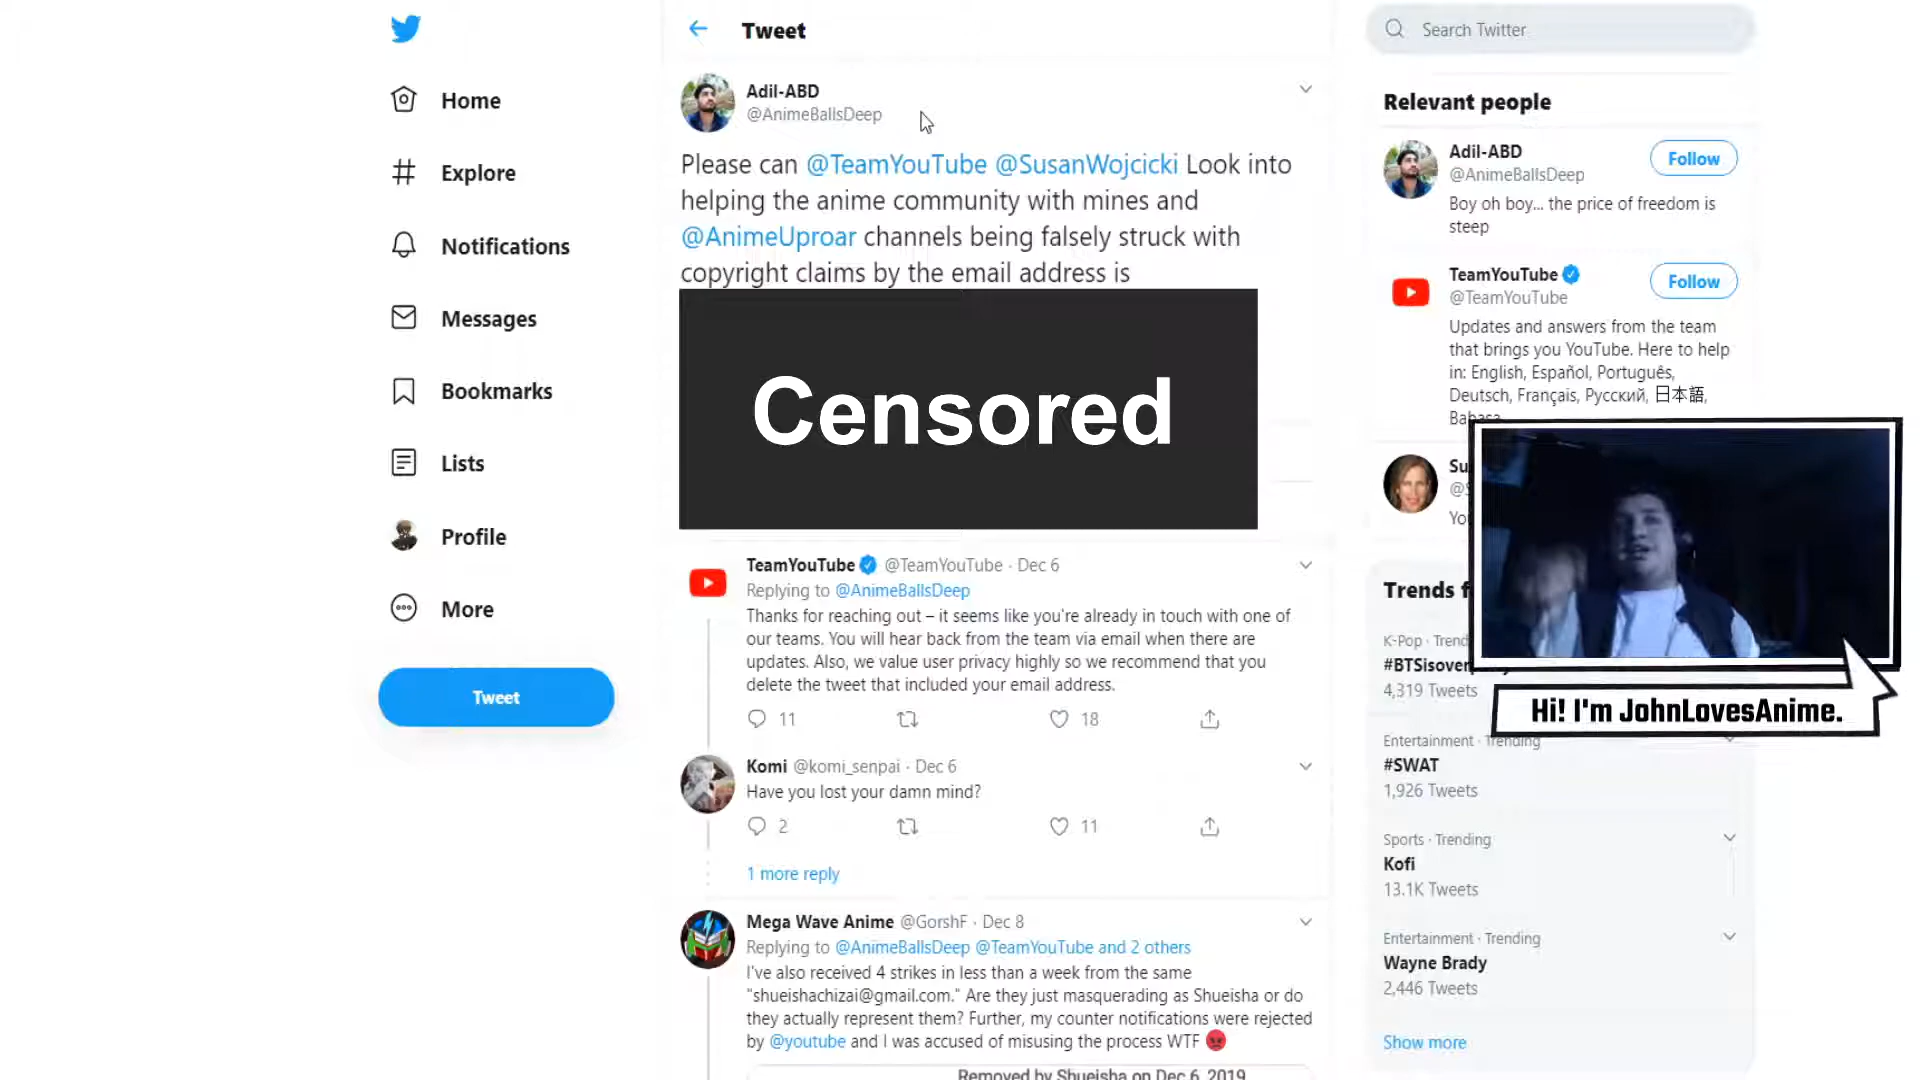 Home
Explore
Notifications
Messages
Bookmarks
Lists
Profile
More
Tweet
Tweet
Adil-ABD
@AnimeBallsDeep
Please can @TeamYouTube @SusanWojcicki Look into
helping the anime community with mines and
@AnimeUproar channels being falsely struck with
copyright claims by the email address is
Censored
TeamYouTube @TeamYouTube · Dec 6
Replying to @AnimeBallsDeep
Thanks for reaching out – it seems like you're already in touch with one of
our teams. You will hear back from the team via email when there are
updates. Also, we value user privacy highly so we recommend that you
delete the tweet that included your email address.
11
18
Komi @komi_senpai · Dec 6
Have you lost your damn mind?
2
11
1 more reply
Mega Wave Anime @GorshF · Dec 8
Replying to @AnimeBallsDeep @TeamYouTube and 2 others
I've also received 4 strikes in less than a week from the same
"shueishachizai@gmail.com." Are they just masquerading as Shueisha or do
they actually represent them? Further, my counter notifications were rejected
by @youtube and I was accused of misusing the process WTF
Removed by Shueisha on Dec 6, 2019
Search Twitter
Relevant people
Adil-ABD
@AnimeBallsDeep
Follow
Boy oh boy... the price of freedom is
steep
TeamYouTube
@TeamYouTube
Follow
Updates and answers from the team
that brings you YouTube. Here to help
in: English, Español, Português,
Deutsch, Français, Русский, 日本語,
Su
Hi! I'm JohnLovesAnime.
Trends
K-Pop · Trend
#BTSisover
4,319 Tweets
Entertainment · Trending
#SWAT
1,926 Tweets
Sports · Trending
Kofi
13.1K Tweets
Entertainment · Trending
Wayne Brady
2,446 Tweets
Show more